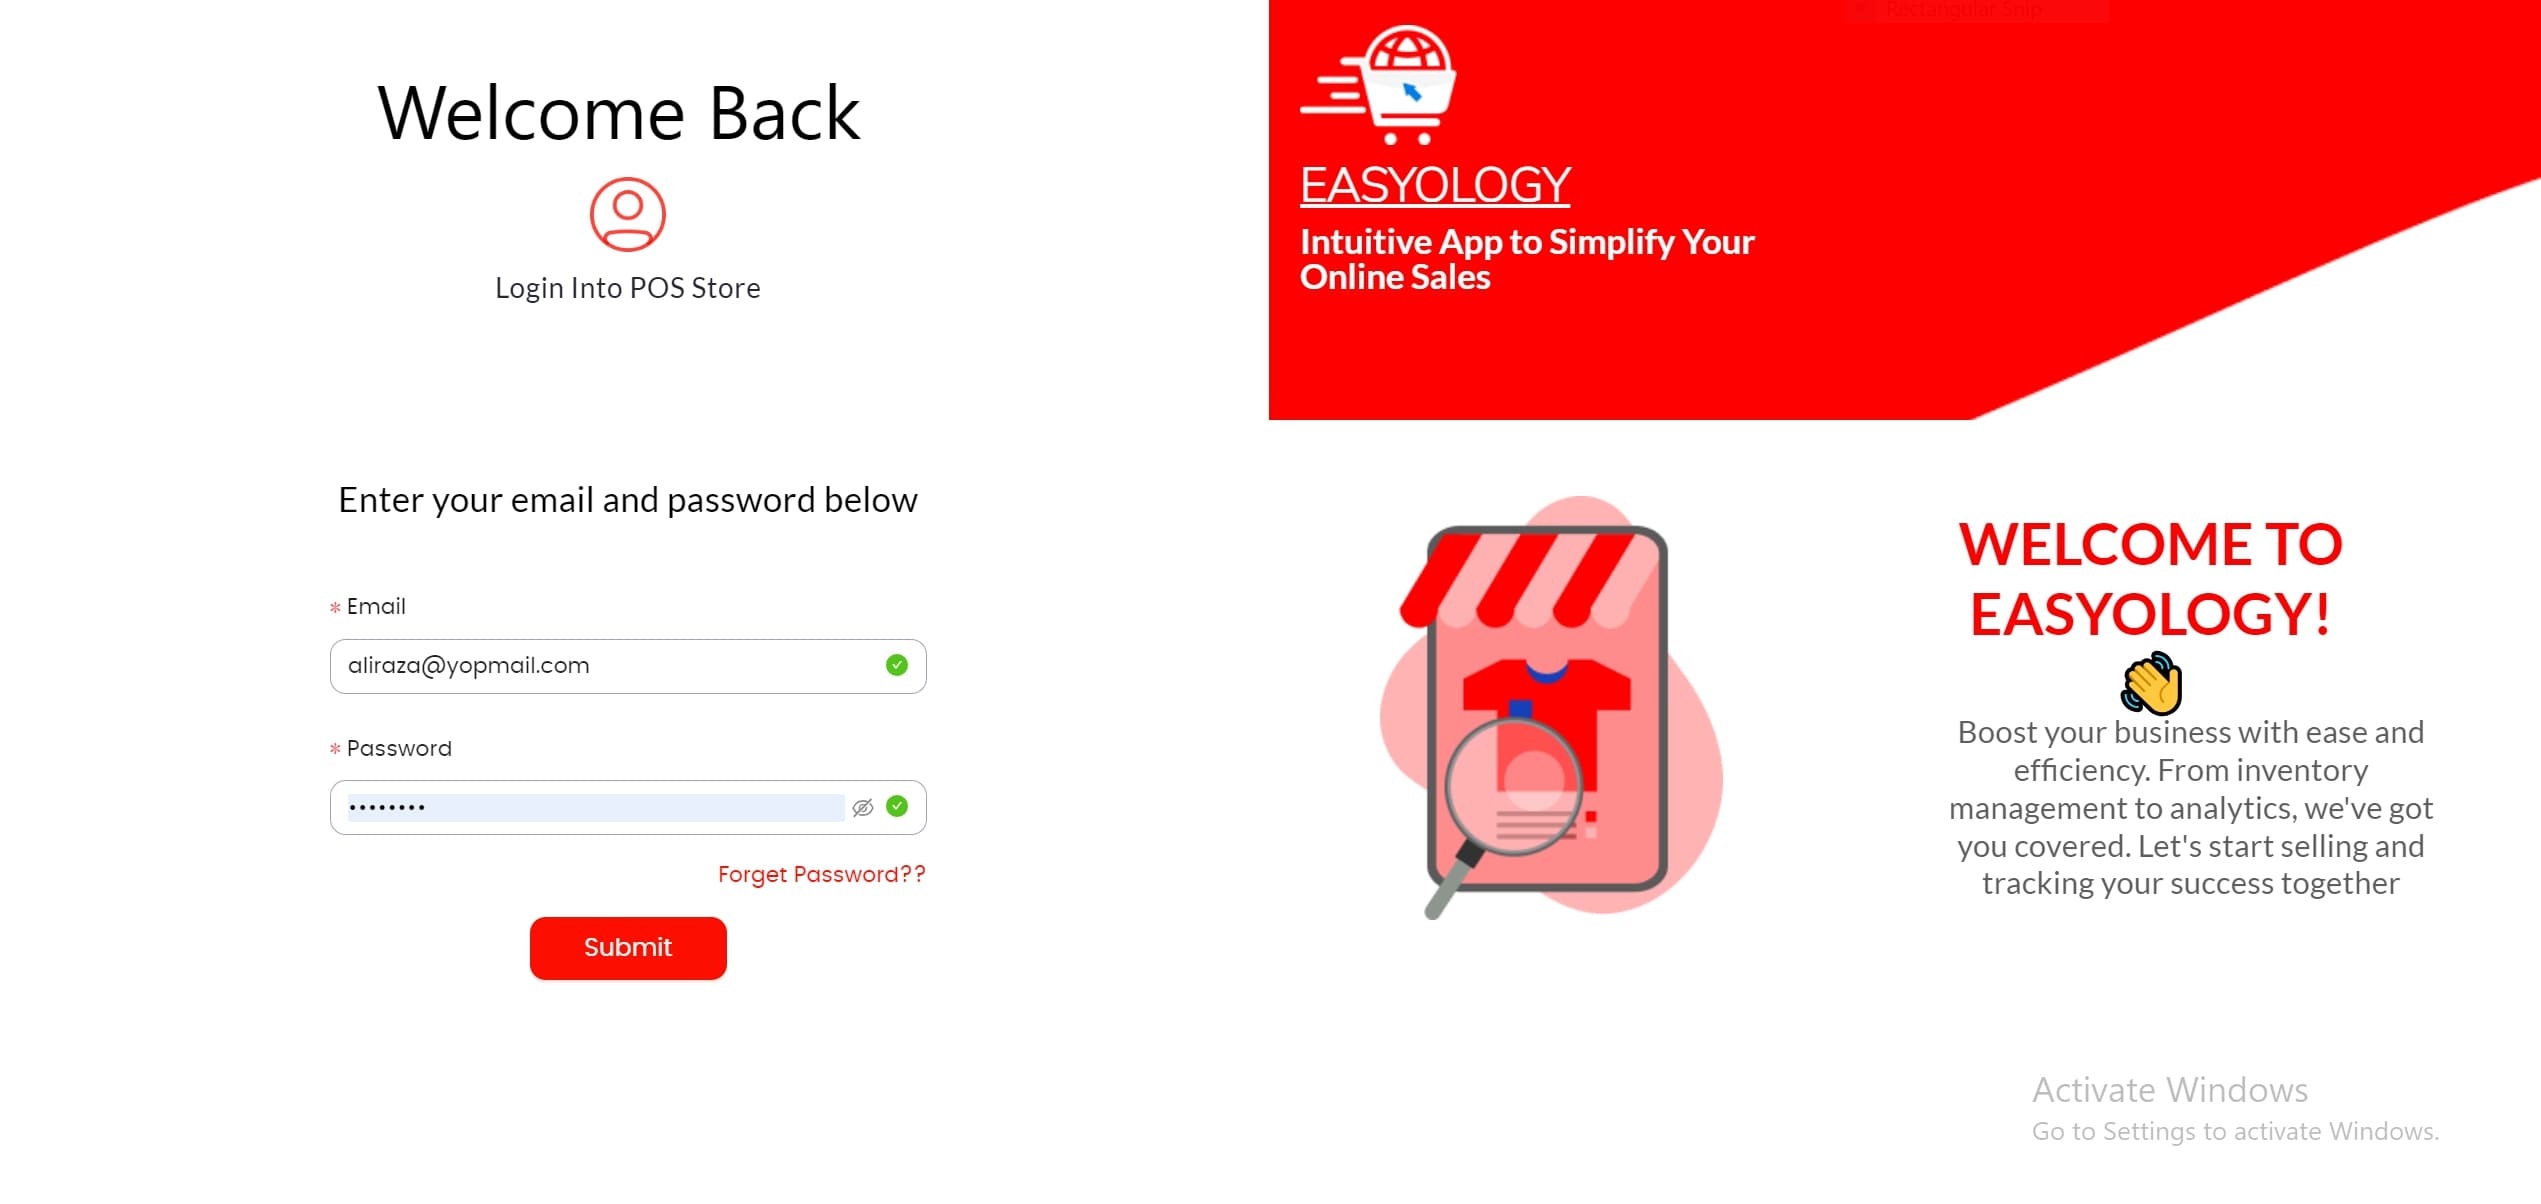 Welcome Back
Login Into POS Store
Enter your email and password below
* Email
aliraza@yopmail.com
* Password
••••••••
Forget Password??
Submit
Rectangular Snip
EASYOLOGY
Intuitive App to Simplify Your
Online Sales
WELCOME TO
EASYOLOGY!
Boost your business with ease and
efficiency. From inventory
management to analytics, we've got
you covered. Let's start selling and
tracking your success together
Activate Windows
Go to Settings to activate Windows.